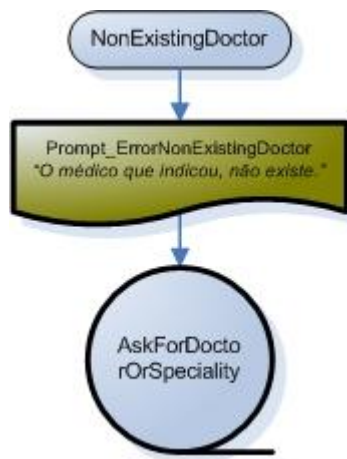 NonExistingDoctor
Prompt_ErrorNonExistingDoctor
"O médico que indicou, não existe."
AskForDocto
rOrSpeciality